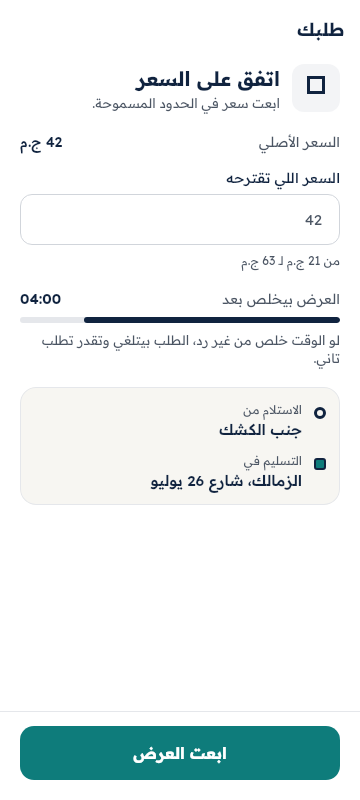 طلبك
اتفق على السعر
ابعت سعر في الحدود المسموحة.
السعر الأصلي
42 ج.م
السعر اللي تقترحه
42
من 21 ج.م لـ 63 ج.م
العرض بيخلص بعد
04:00
لو الوقت خلص من غير رد، الطلب بيتلغي وتقدر تطلب
تاني.
الاستلام من
جنب الكشك
التسليم في
الزمالك، شارع 26 يوليو
ابعت العرض